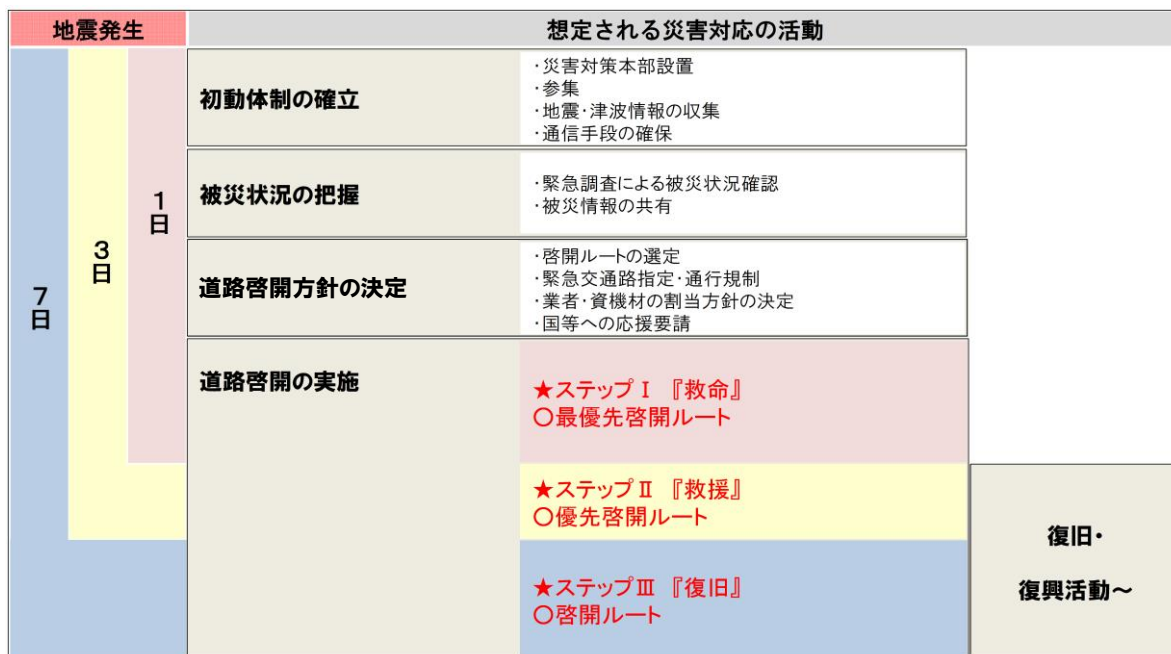 地震発生
想定される災害対応の活動
7日
3日
1日
初動体制の確立
・災害対策本部設置
・参集
・地震・津波情報の収集
・通信手段の確保
被災状況の把握
・緊急調査による被災状況確認
・被災情報の共有
道路啓開方針の決定
・啓開ルートの選定
・緊急交通路指定・通行規制
・業者・資機材の割当方針の決定
・国等への応援要請
道路啓開の実施
★ステップⅠ 『救命』
○最優先啓開ルート
★ステップⅡ 『救援』
○優先啓開ルート
★ステップⅢ 『復旧』
○啓開ルート
復旧・
復興活動～